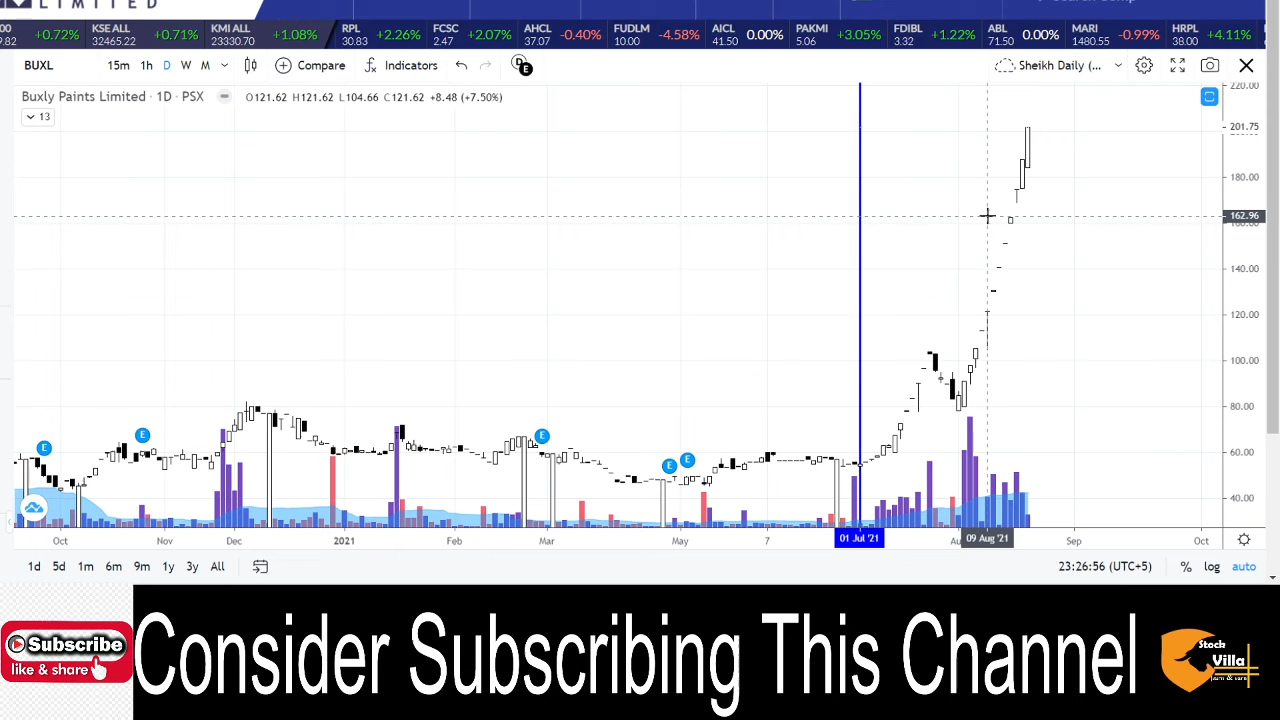 LIMITED
KSE ALL 32465.22 +0.71%
KMI ALL 23330.70 +1.08%
RPL 30.83 +2.26%
FCSC 2.47 +2.07%
AHCL 37.07 -0.40%
FUDLM 10.00 -4.58%
AICL 41.50 0.00%
PAKMI 5.06 +3.05%
FDIBL 3.32 +1.22%
ABL 71.50 0.00%
MARI 1480.55 -0.99%
HRPL 38.00 +4.11%
+0.72%
BUXL 15m 1h D W M Compare Indicators Sheikh Daily (...
Buxly Paints Limited · 1D · PSX O121.62 H121.62 L104.66 C121.62 +8.48 (+7.50%)
13
220.00
201.75
180.00
162.96
160.00
140.00
120.00
100.00
80.00
60.00
40.00
E
E
E
E
E
Oct Nov Dec 2021 Feb Mar May 7 01 Jul '21 09 Aug '21 Sep Oct
1d 5d 1m 6m 9m 1y 3y All 23:26:56 (UTC+5) % log auto
Subscribe
like & share
Consider Subscribing This Channel
Stock
Villa